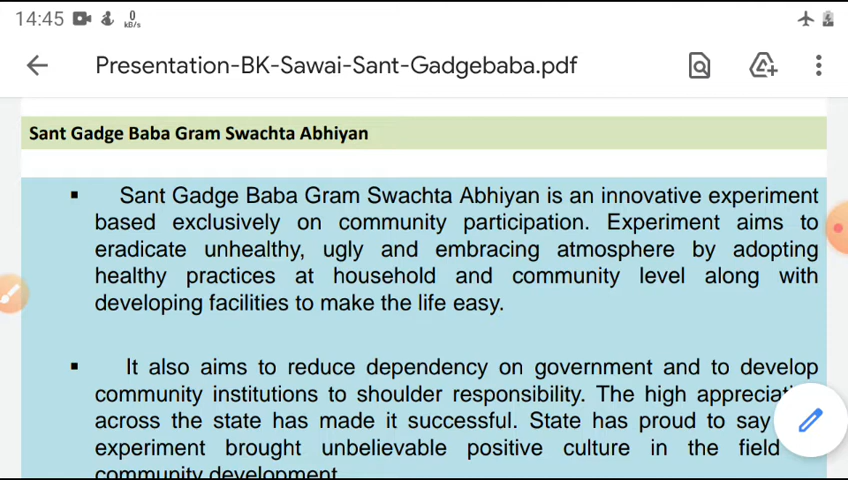 14:45 0 kB/s
Presentation-BK-Sawai-Sant-Gadgebaba.pdf
Sant Gadge Baba Gram Swachta Abhiyan
▪ Sant Gadge Baba Gram Swachta Abhiyan is an innovative experiment
based exclusively on community participation. Experiment aims to
eradicate unhealthy, ugly and embracing atmosphere by adopting
healthy practices at household and community level along with
developing facilities to make the life easy.
▪ It also aims to reduce dependency on government and to develop
community institutions to shoulder responsibility. The high
across the state has made it successful. State has proud to say
experiment brought unbelievable positive culture in the field
community development.